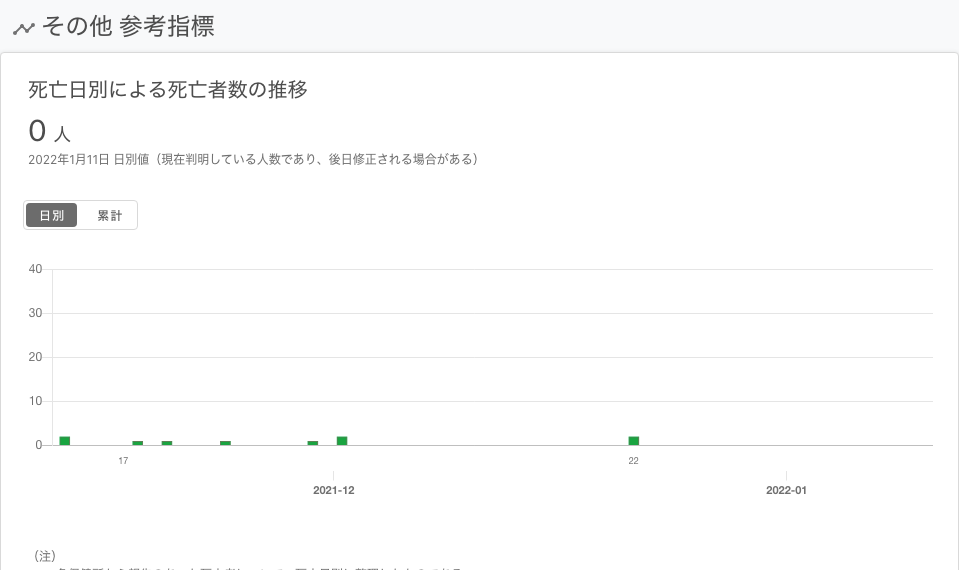 その他 参考指標
死亡日別による死亡者数の推移
0 人
2022年1月11日 日別値（現在判明している人数であり、後日修正される場合がある）
日別 累計
40
30
20
10
0
17 22
2021-12 2022-01
（注）